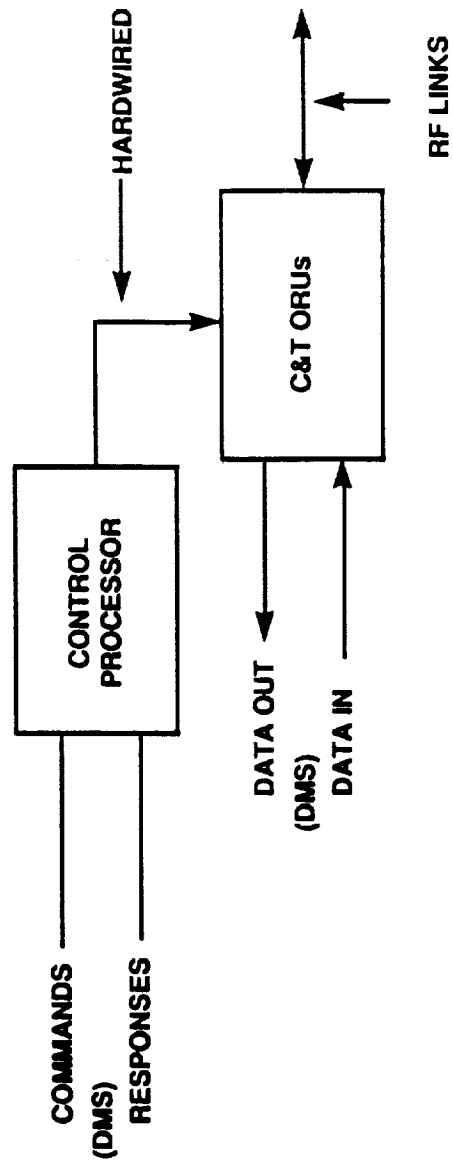 COMMANDS
(DMS)
RESPONSES
CONTROL
PROCESSOR
HARDWIRED
DATA OUT
(DMS)
DATA IN
C&T ORUs
RF LINKS